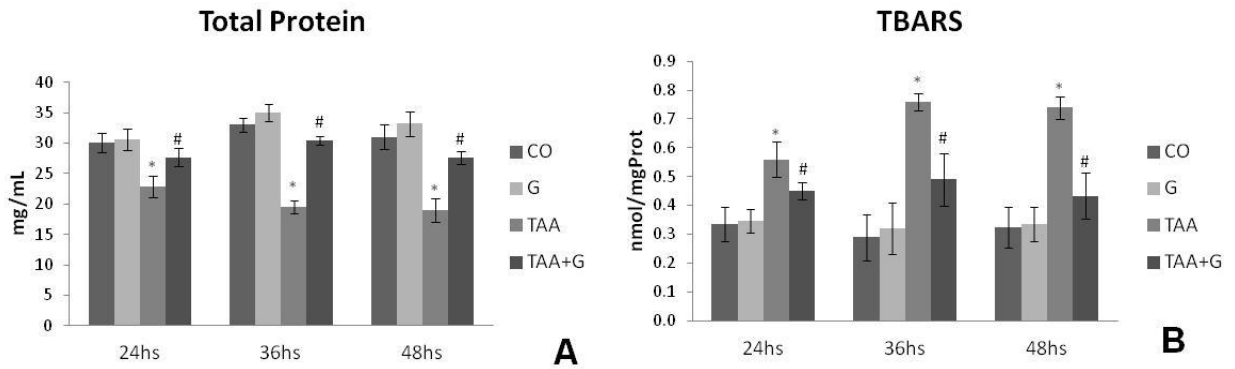 Total Protein
mg/mL
40
35
30
25
20
15
10
5
0
*
#
*
#
*
#
24hs
36hs
48hs
CO
G
TAA
TAA+G
A
TBARS
nmol/mgProt
0.9
0.8
0.7
0.6
0.5
0.4
0.3
0.2
0.1
0.0
*
#
*
#
*
#
24hs
36hs
48hs
CO
G
TAA
TAA+G
B